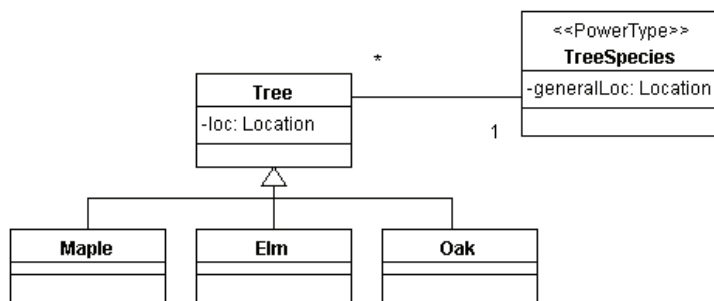 <<PowerType>>
TreeSpecies
-generalLoc: Location
*
1
Tree
-loc: Location
Maple
Elm
Oak